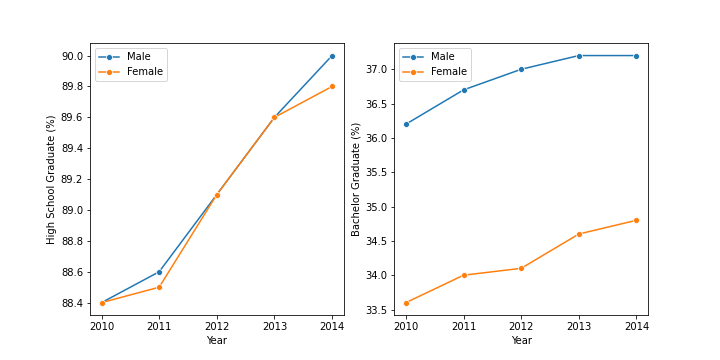 Male
Female
High School Graduate (%)
90.0
89.8
89.6
89.4
89.2
89.0
88.8
88.6
88.4
2010 2011 2012 2013 2014
Year
Male
Female
Bachelor Graduate (%)
37.0
36.5
36.0
35.5
35.0
34.5
34.0
33.5
2010 2011 2012 2013 2014
Year